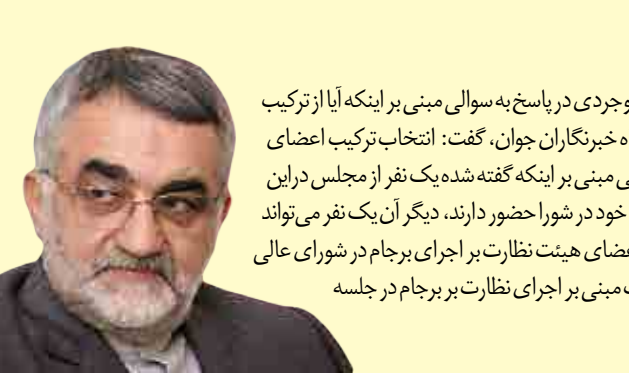 وجردی در پاسخ به سوالی مبنی بر اینکه آیا از ترکیب
ه خبرنگاران جوان، گفت: انتخاب ترکیب اعضای
ی مبنی بر اینکه گفته شده یک نفر از مجلس دراین
خود در شورا حضور دارند، دیگر آن یک نفر می‌تواند
عضای هیئت نظارت بر اجرای برجام در شورای عالی
ت مبنی بر اجرای نظارت بر برجام در جلسه